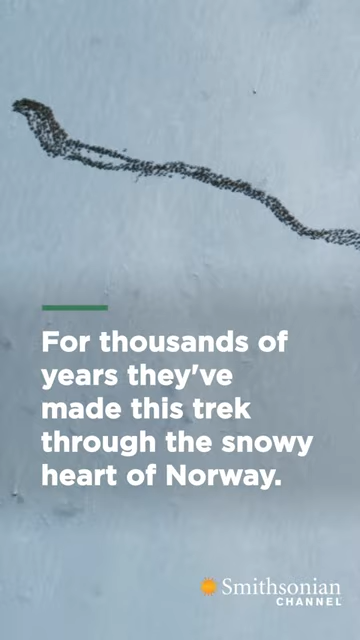 For thousands of
years they've
made this trek
through the snowy
heart of Norway.
Smithsonian
CHANNEL